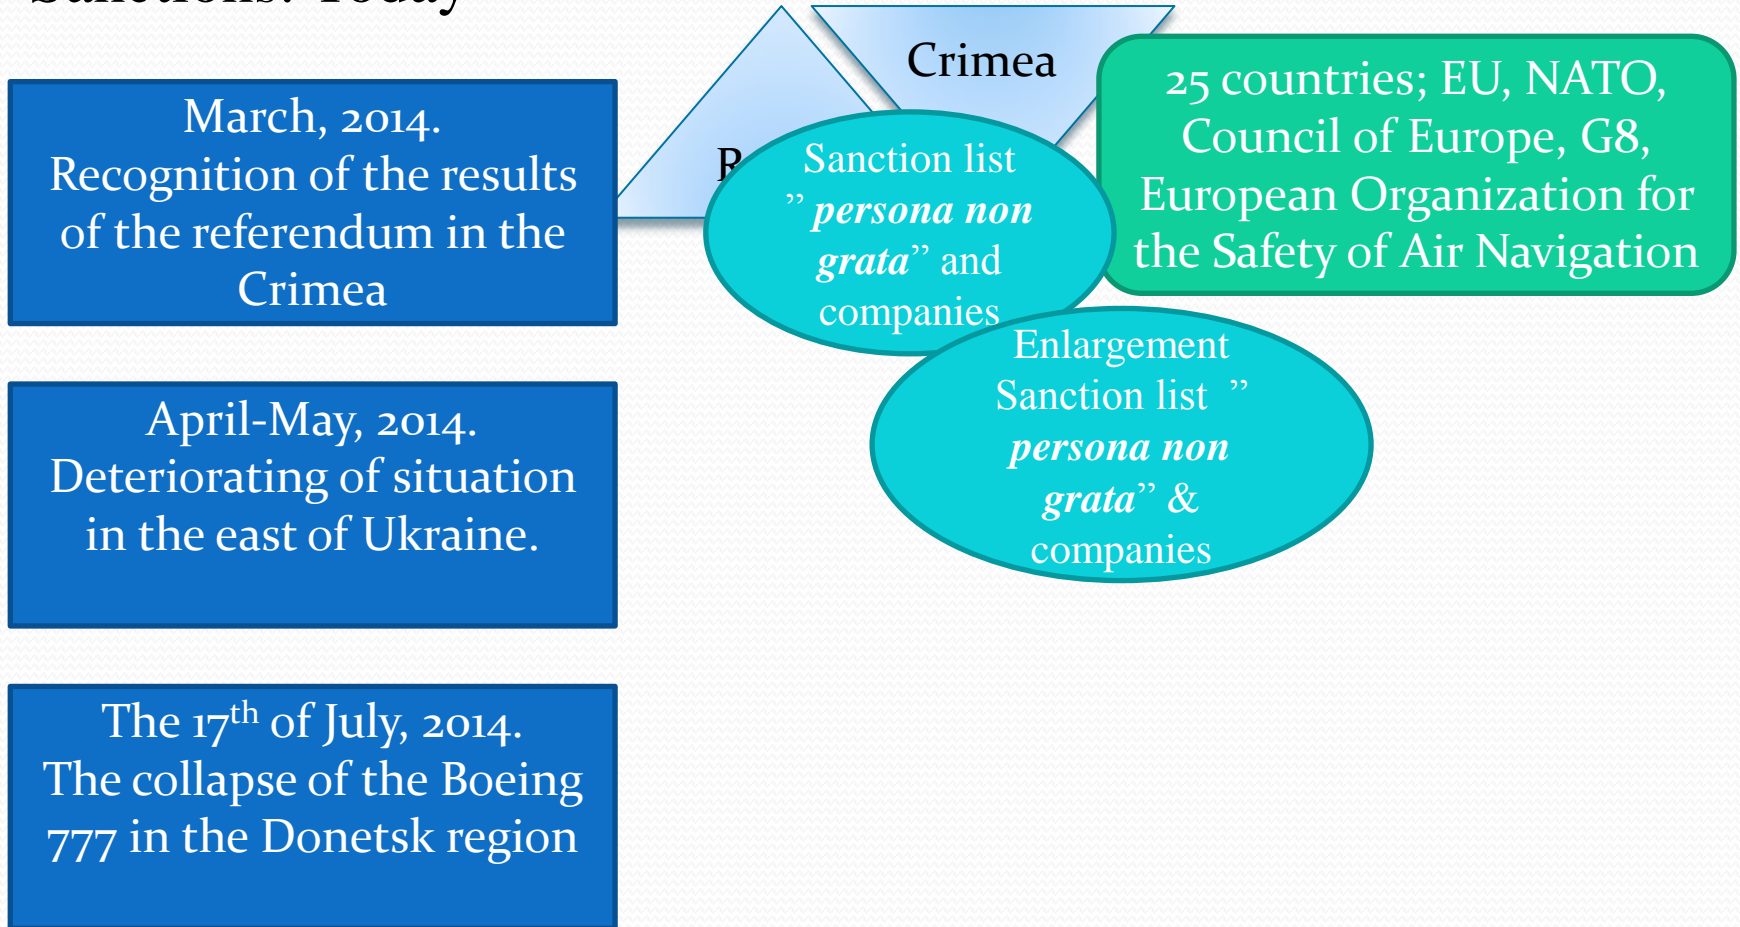 Sanctions: Today
March, 2014.
Recognition of the results
of the referendum in the
Crimea
April-May, 2014.
Deteriorating of situation
in the east of Ukraine.
The 17th of July, 2014.
The collapse of the Boeing
777 in the Donetsk region
Crimea
Sanction list
” persona non
grata” and
companies
Enlargement
Sanction list ”
persona non
grata” &
companies
25 countries; EU, NATO,
Council of Europe, G8,
European Organization for
the Safety of Air Navigation